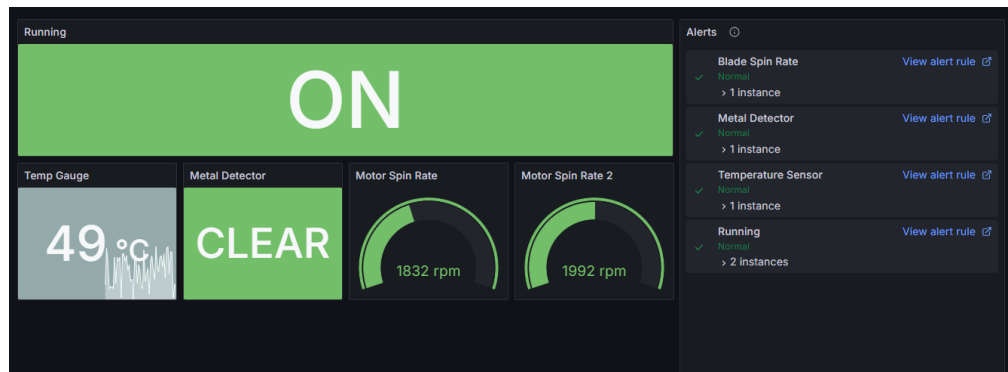 Running
ON
Temp Gauge
49 °C
Metal Detector
CLEAR
Motor Spin Rate
1832 rpm
Motor Spin Rate 2
1992 rpm
Alerts
Blade Spin Rate View alert rule
Normal
> 1 instance
Metal Detector View alert rule
Normal
> 1 instance
Temperature Sensor View alert rule
Normal
> 1 instance
Running View alert rule
Normal
> 2 instances